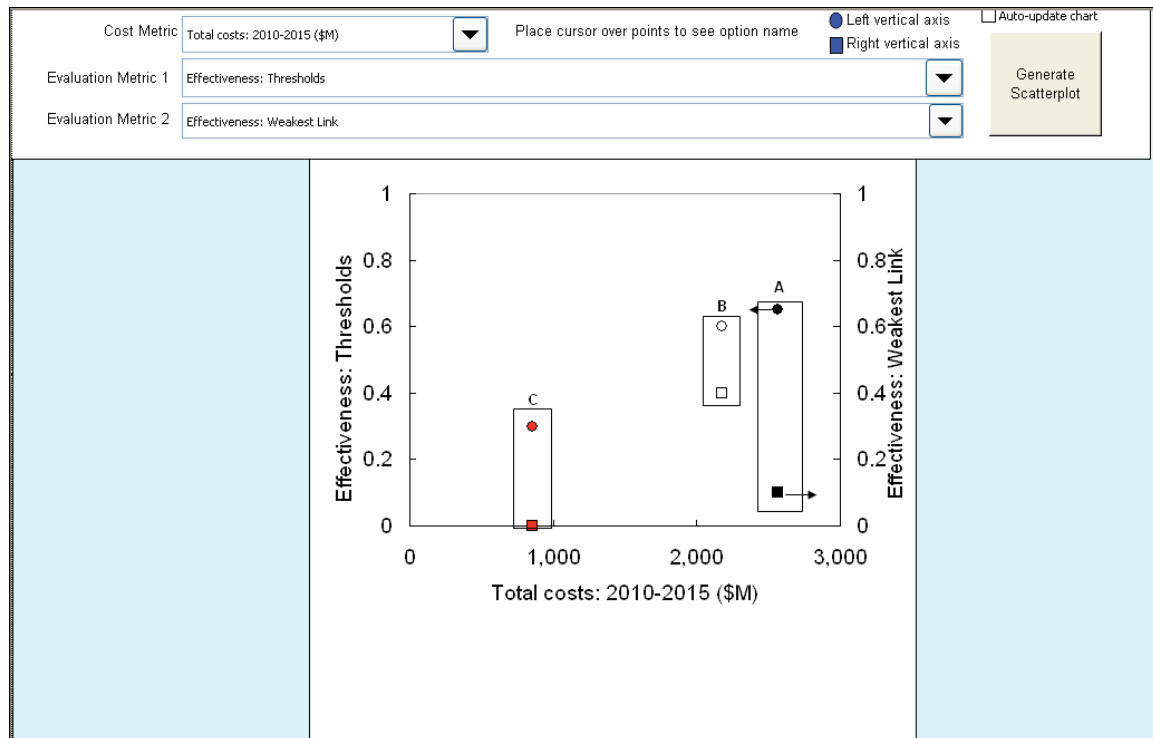 Cost Metric
Total costs: 2010-2015 ($M)
Place cursor over points to see option name
Left vertical axis
Right vertical axis
Auto-update chart
Evaluation Metric 1
Effectiveness: Thresholds
Generate
Scatterplot
Evaluation Metric 2
Effectiveness: Weakest Link
1
0.8
0.6
0.4
0.2
0
Effectiveness: Thresholds
C
B
A
1
0.8
0.6
0.4
0.2
0
Effectiveness: Weakest Link
0 1,000 2,000 3,000
Total costs: 2010-2015 ($M)